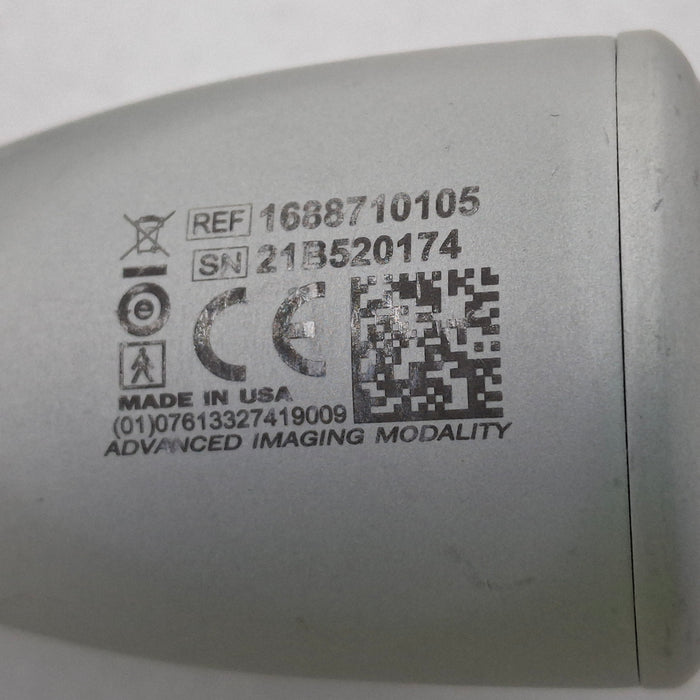 REF 1688710105
SN 21B520174
e
CE
MADE IN USA
(01)07613327419009
ADVANCED IMAGING MODALITY